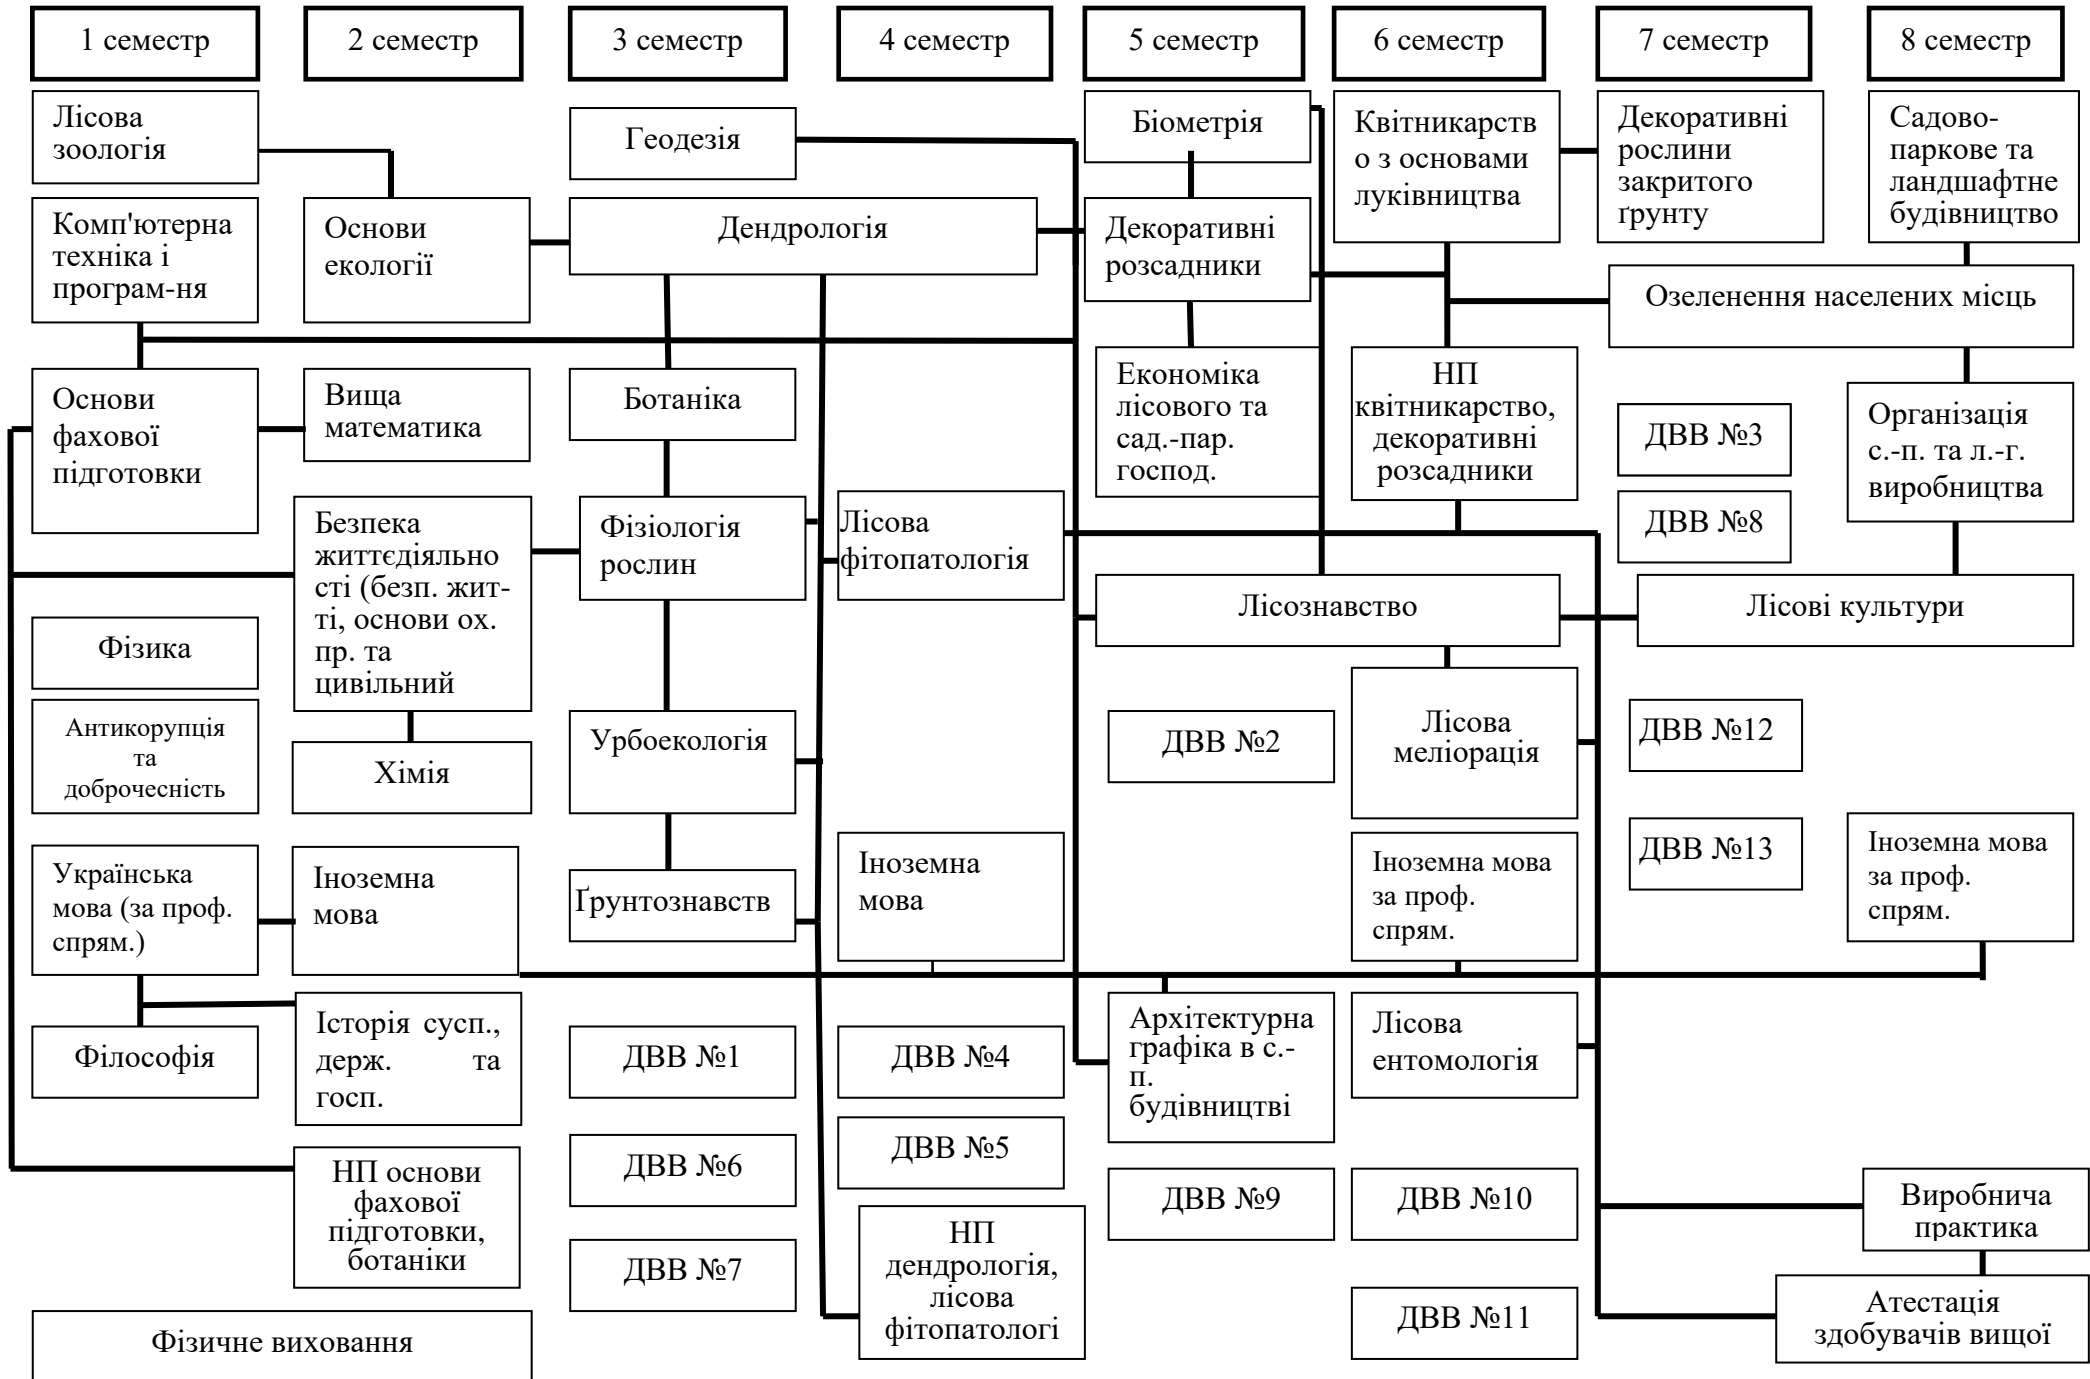 1 семестр
2 семестр
3 семестр
4 семестр
5 семестр
6 семестр
7 семестр
8 семестр
Лісова
зоологія
Геодезія
Біометрія
Квітникарств
о з основами
луківництва
Декоративні
рослини
закритого
ґрунту
Садово-
паркове та
ландшафтне
будівництво
Комп'ютерна
техніка і
програм-ня
Основи
екології
Дендрологія
Декоративні
розсадники
Озеленення населених місць
Основи
фахової
підготовки
Вища
математика
Ботаніка
Економіка
лісового та
сад.-пар.
господ.
НП
квітникарство,
декоративні
розсадники
ДВВ №3
Організація
с.-п. та л.-г.
виробництва
ДВВ №8
Безпека
життєдіяльно
сті (безп. жит-
ті, основи ох.
пр. та
цивільний
Фізіологія
рослин
Лісова
фітопатологія
Лісознавство
Лісові культури
Фізика
Антикорупція
та
доброчесність
Хімія
Урбоекологія
ДВВ №2
Лісова
меліорація
ДВВ №12
ДВВ №13
Українська
мова (за проф.
спрям.)
Іноземна
мова
Ґрунтознавств
Іноземна
мова
Іноземна мова
за проф.
спрям.
Іноземна мова
за проф.
спрям.
Філософія
Історія сусп.,
держ. та
госп.
ДВВ №1
ДВВ №4
Архітектурна
графіка в с.-
п.
будівництві
Лісова
ентомологія
НП основи
фахової
підготовки,
ботаніки
ДВВ №6
ДВВ №5
ДВВ №9
ДВВ №10
Виробнича
практика
ДВВ №7
НП
дендрологія,
лісова
фітопатологі
ДВВ №11
Атестація
здобувачів вищої
Фізичне виховання